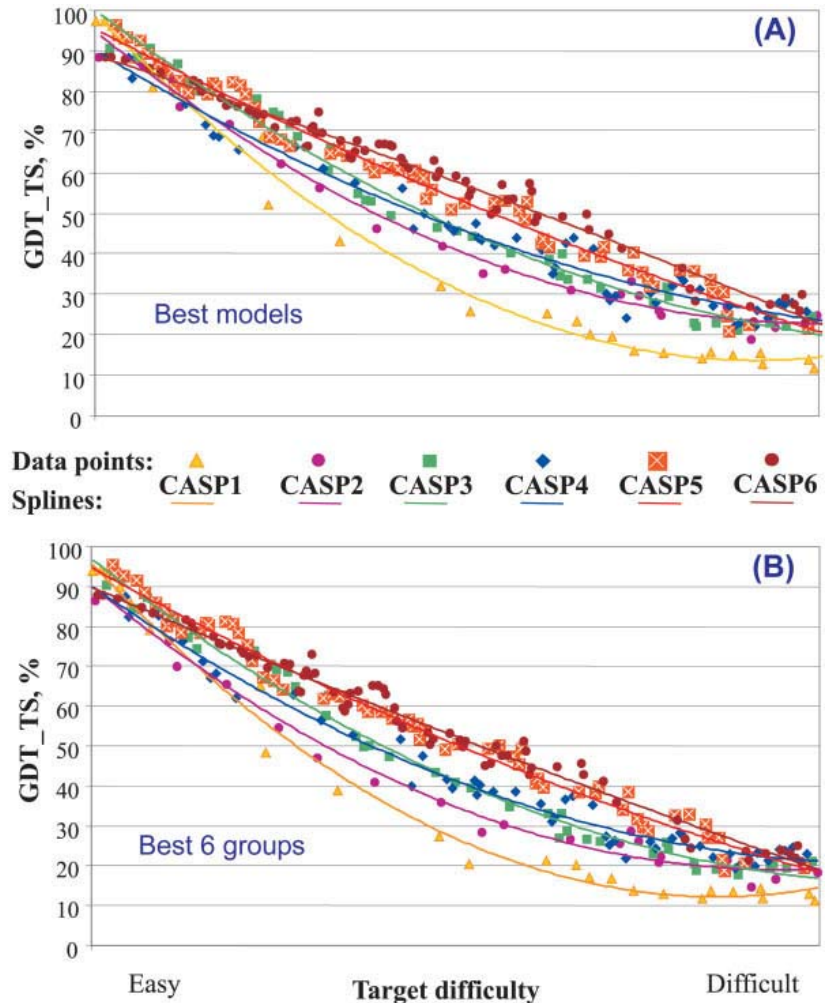 (A)
100
90
80
70
60
50
40
30
20
10
0
GDT_TS, %
Best models
Data points:
Splines: CASP1 CASP2 CASP3 CASP4 CASP5 CASP6
(B)
100
90
80
70
60
50
40
30
20
10
0
GDT_TS, %
Best 6 groups
Easy Target difficulty Difficult